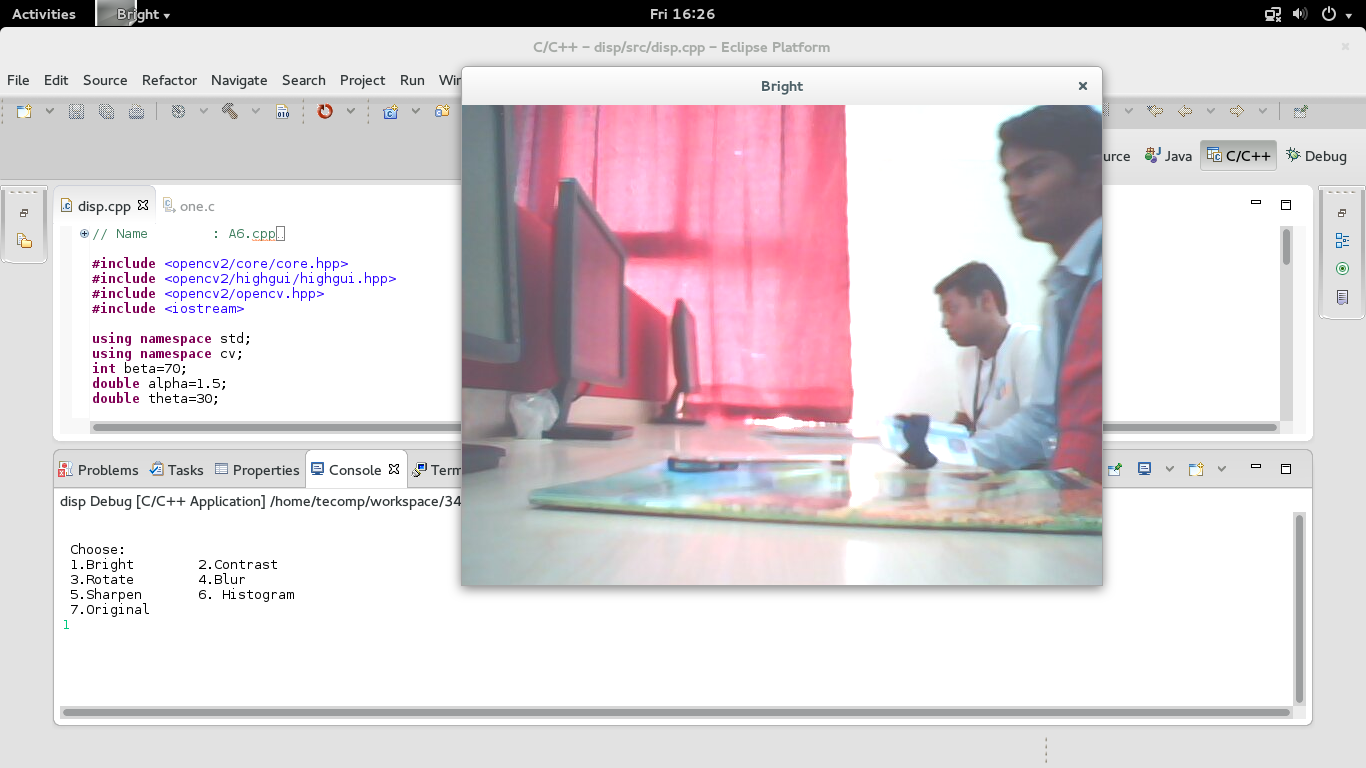 Activities Bright Fri 16:26
C/C++ – disp/src/disp.cpp – Eclipse Platform
File Edit Source Refactor Navigate Search Project Run
Bright
Java C/C++ Debug
disp.cpp one.c
// Name : A6.cpp
#include <opencv2/core/core.hpp>
#include <opencv2/highgui/highgui.hpp>
#include <opencv2/opencv.hpp>
#include <iostream>
using namespace std;
using namespace cv;
int beta=70;
double alpha=1.5;
double theta=30;
Problems Tasks Properties Console
disp Debug [C/C++ Application] /home/tecomp/workspace/34
Choose:
1.Bright 2.Contrast
3.Rotate 4.Blur
5.Sharpen 6. Histogram
7.Original
1